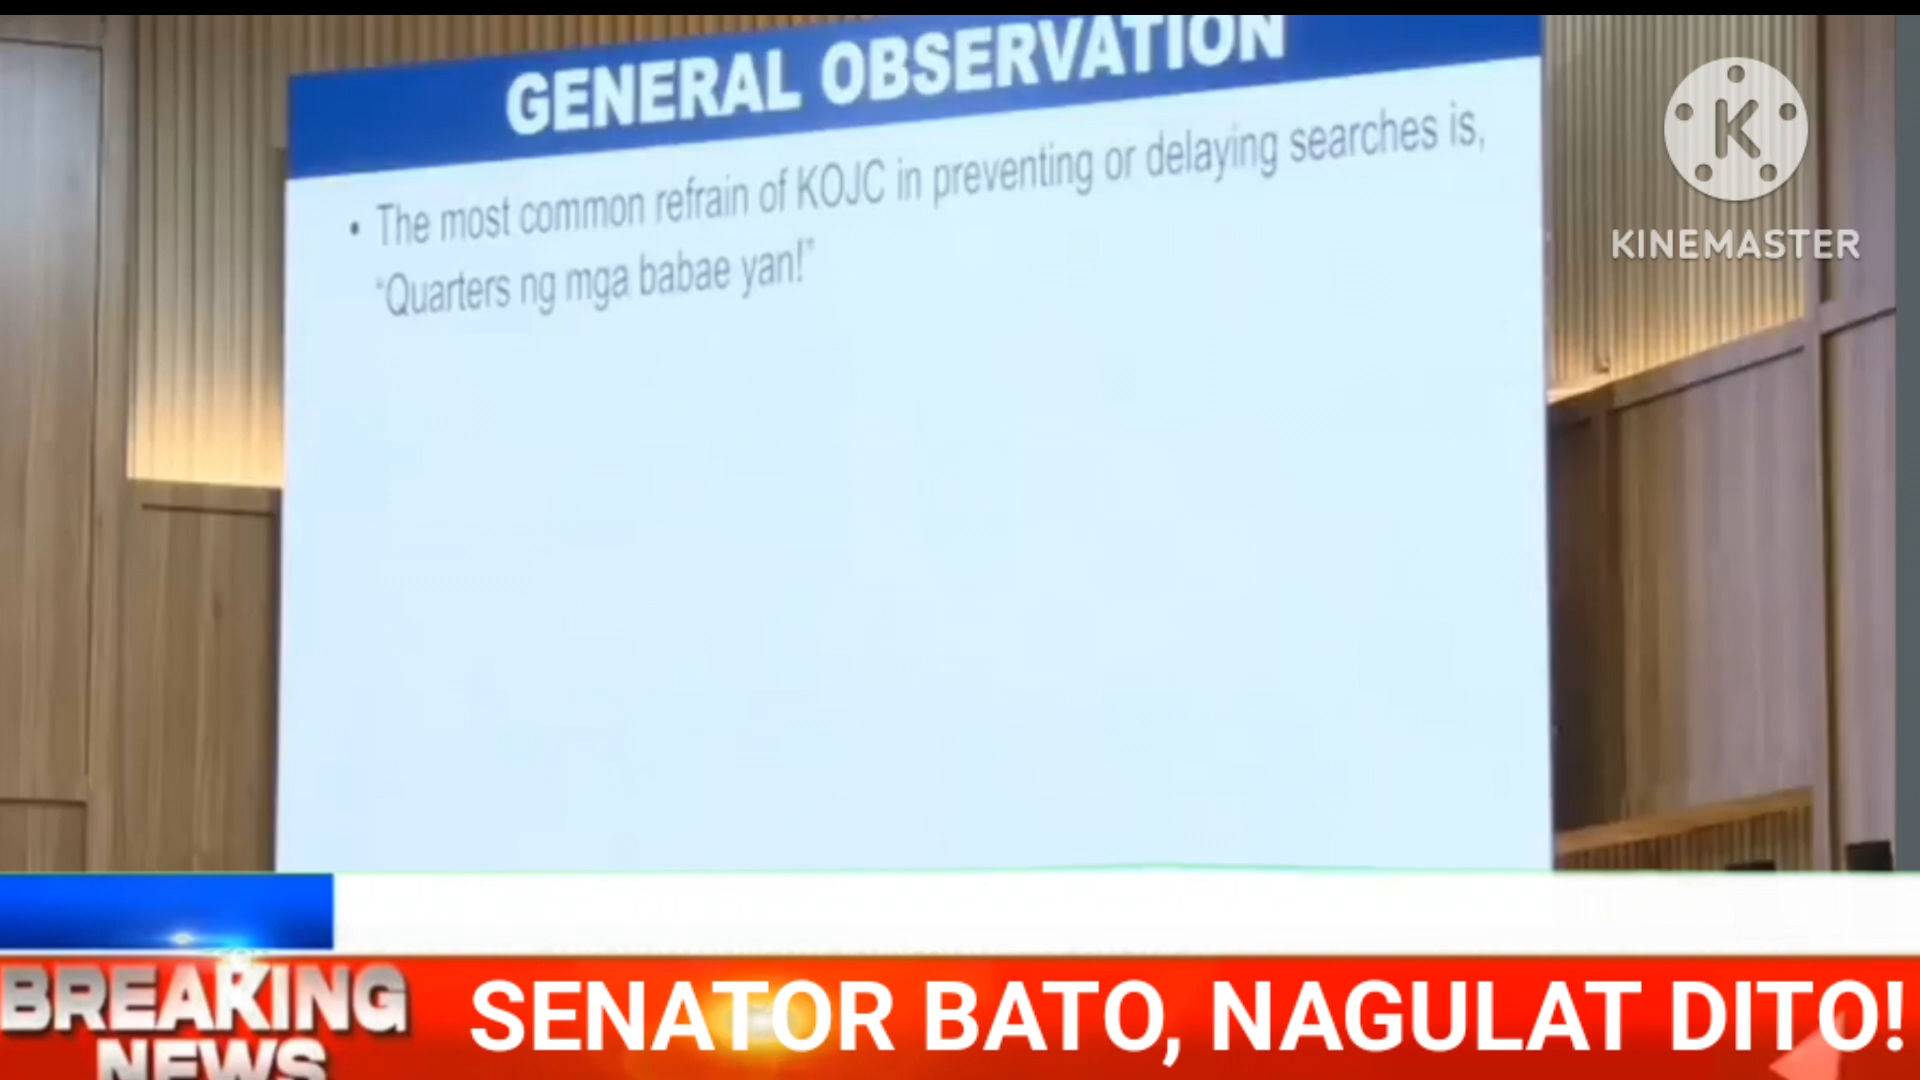 GENERAL OBSERVATION
• The most common refrain of KOJC in preventing or delaying searches is,
"Quarters ng mga babae yan!"
K
KINEMASTER
BREAKING
NEWS
SENATOR BATO, NAGULAT DITO!